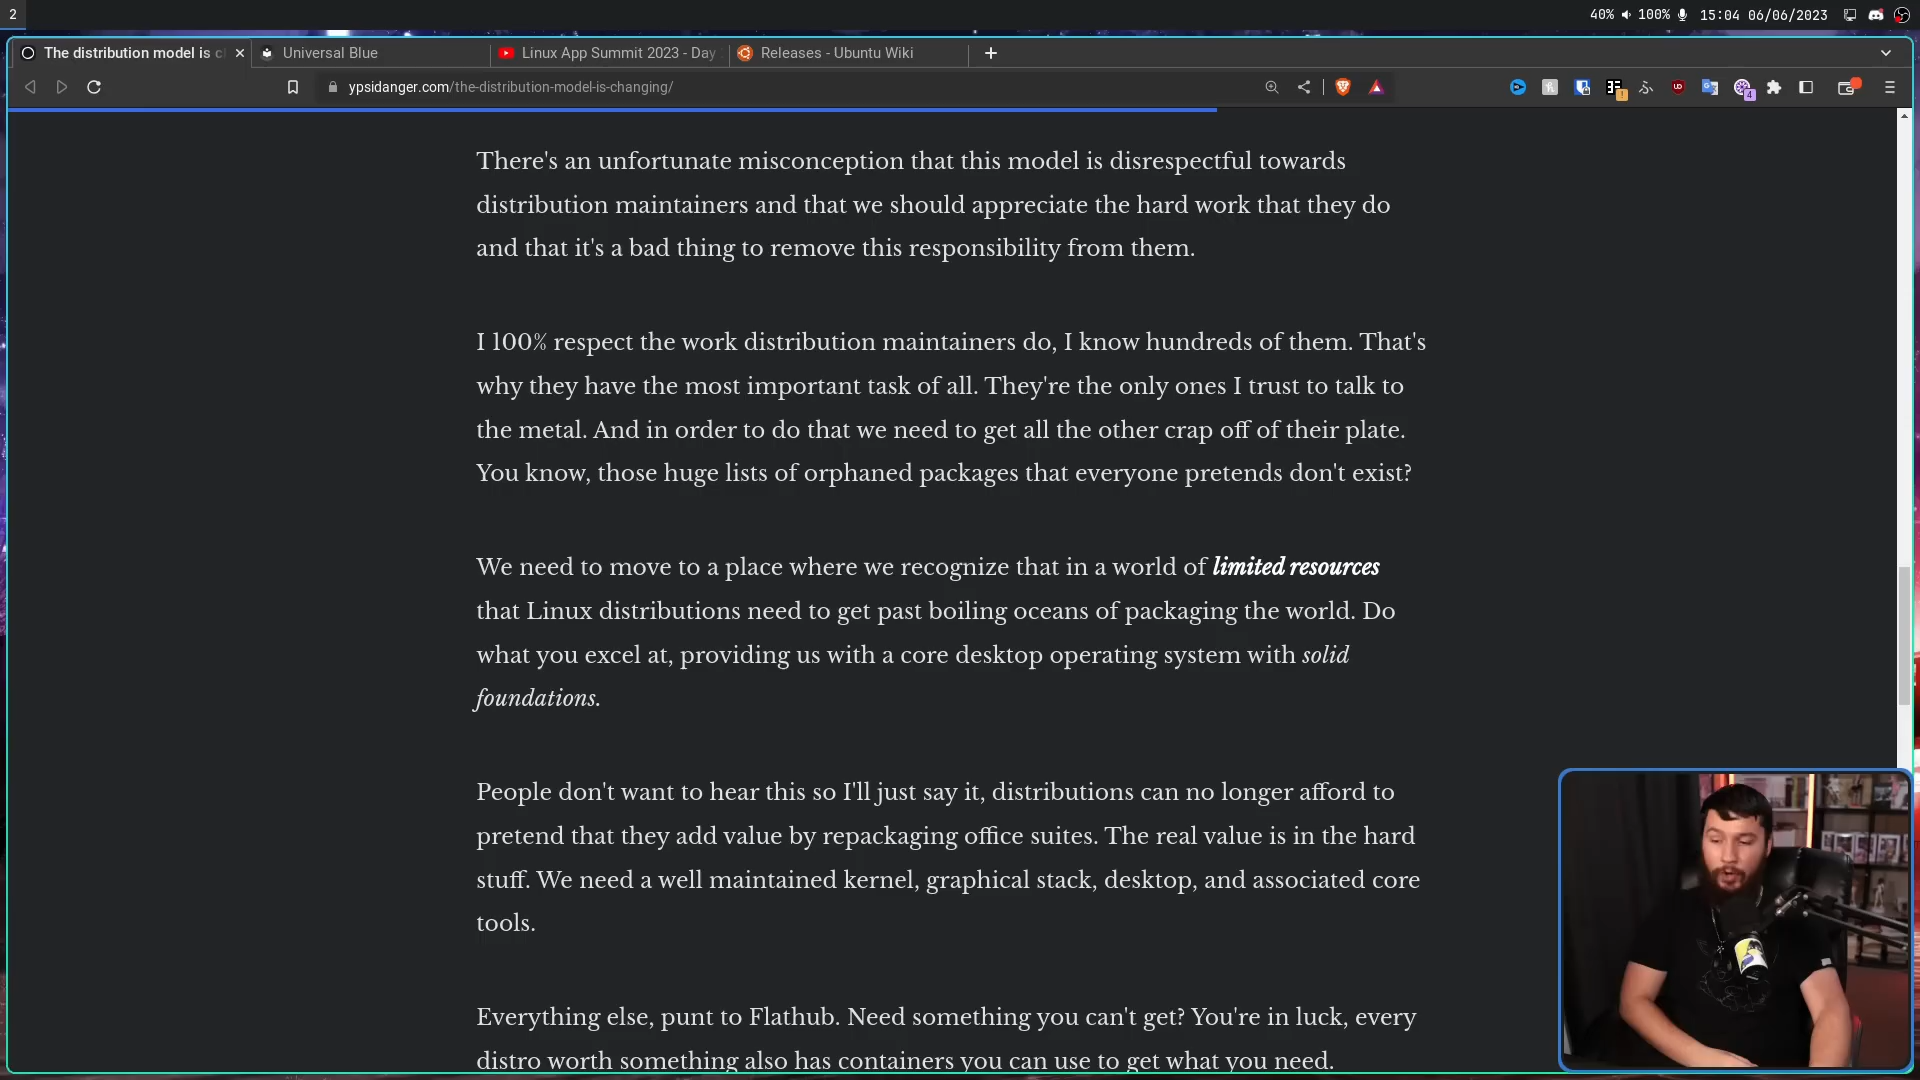 2
40%
100%
15:04 06/06/2023
The distribution model is c
Universal Blue
Linux App Summit 2023 - Day
Releases - Ubuntu Wiki
ypsidanger.com/the-distribution-model-is-changing/
4
There's an unfortunate misconception that this model is disrespectful towards
distribution maintainers and that we should appreciate the hard work that they do
and that it's a bad thing to remove this responsibility from them.
I 100% respect the work distribution maintainers do, I know hundreds of them. That's
why they have the most important task of all. They're the only ones I trust to talk to
the metal. And in order to do that we need to get all the other crap off of their plate.
You know, those huge lists of orphaned packages that everyone pretends don't exist?
We need to move to a place where we recognize that in a world of limited resources
that Linux distributions need to get past boiling oceans of packaging the world. Do
what you excel at, providing us with a core desktop operating system with solid
foundations.
People don't want to hear this so I'll just say it, distributions can no longer afford to
pretend that they add value by repackaging office suites. The real value is in the hard
stuff. We need a well maintained kernel, graphical stack, desktop, and associated core
tools.
Everything else, punt to Flathub. Need something you can't get? You're in luck, every
distro worth something also has containers you can use to get what you need.